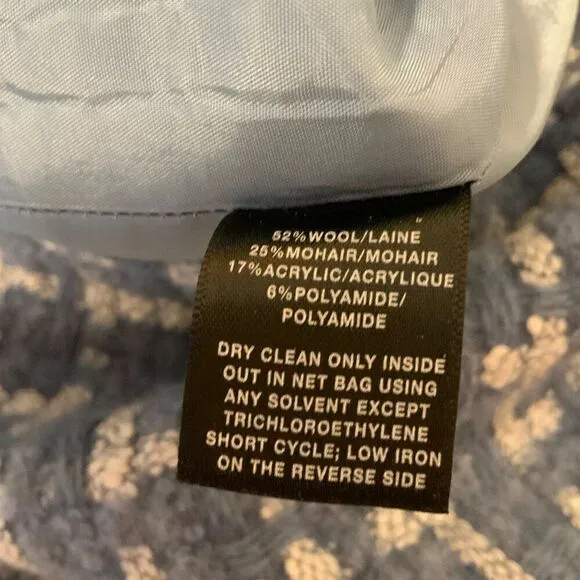 52%WOOL/LAINE
25%MOHAIR/MOHAIR
17%ACRYLIC/ACRYLIQUE
6%POLYAMIDE/
POLYAMIDE
DRY CLEAN ONLY INSIDE
OUT IN NET BAG USING
ANY SOLVENT EXCEPT
TRICHLOROETHYLENE
SHORT CYCLE; LOW IRON
ON THE REVERSE SIDE